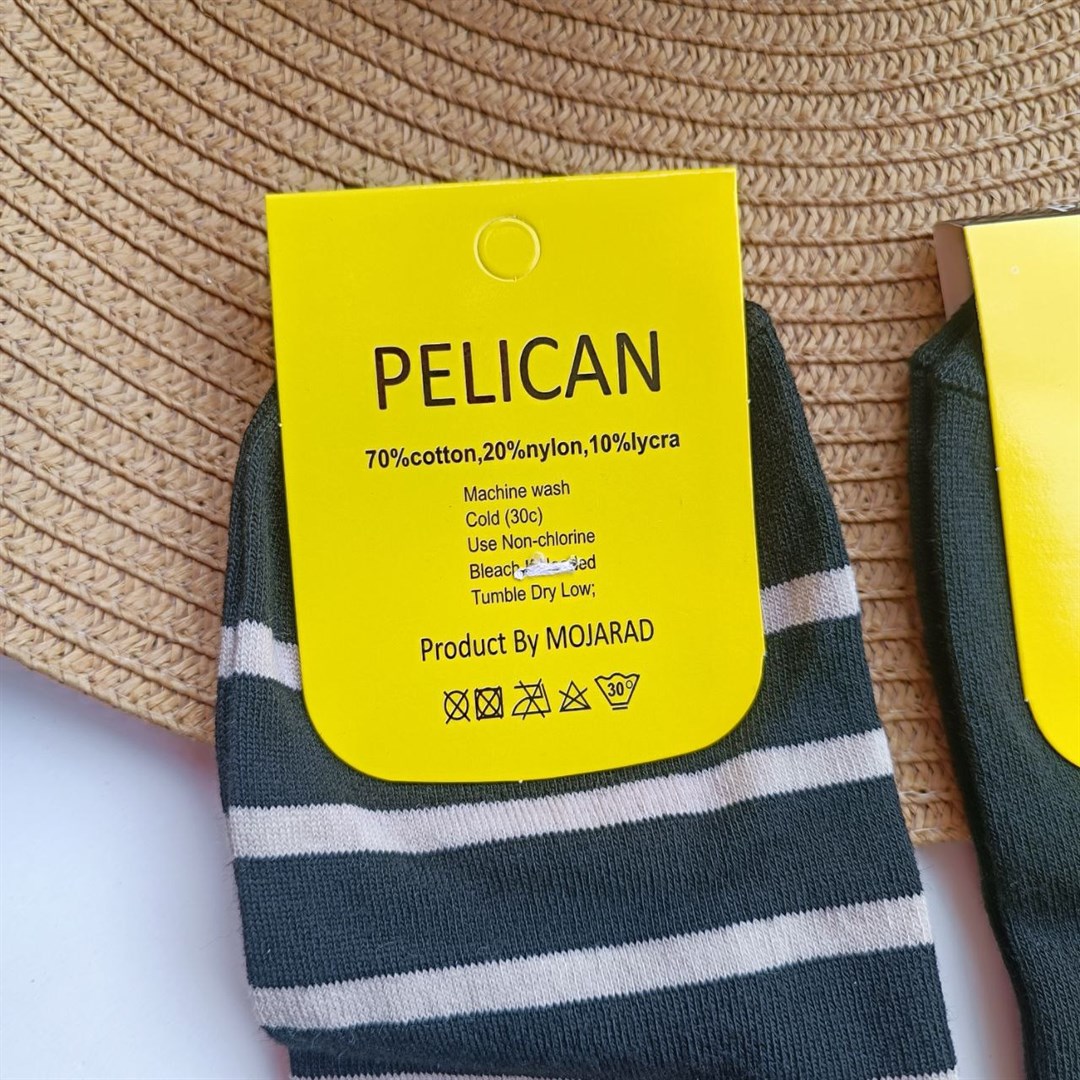 PELICAN
70%cotton,20%nylon,10%lycra
Machine wash
Cold (30c)
Use Non-chlorine
Bleach
Tumble Dry Low;
Product By MOJARAD
30°